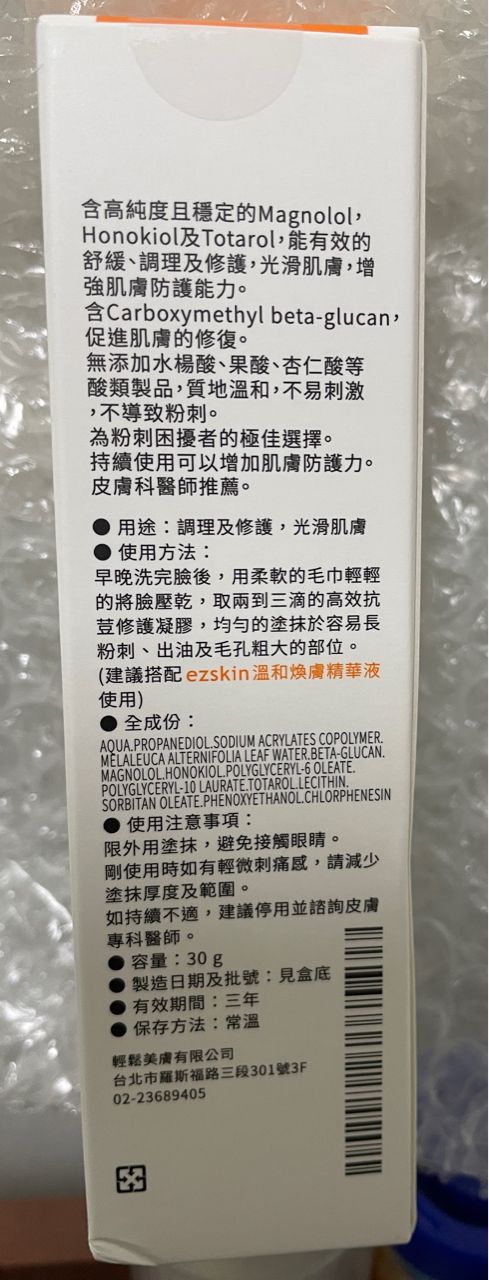 含高純度且穩定的Magnolol，
Honokiol及Totarol，能有效的
舒緩、調理及修護，光滑肌膚，增
強肌膚防護能力。
含Carboxymethyl beta-glucan，
促進肌膚的修復。
無添加水楊酸、果酸、杏仁酸等
酸類製品，質地溫和，不易刺激
，不導致粉刺。
為粉刺困擾者的極佳選擇。
持續使用可以增加肌膚防護力。
皮膚科醫師推薦。
● 用途：調理及修護，光滑肌膚
● 使用方法：
早晚洗完臉後，用柔軟的毛巾輕輕
的將臉壓乾，取兩到三滴的高效抗
荳修護凝膠，均勻的塗抹於容易長
粉刺、出油及毛孔粗大的部位。
(建議搭配 ezskin溫和煥膚精華液
使用)
● 全成份：
AQUA.PROPANEDIOL.SODIUM ACRYLATES COPOLYMER.
MELALEUCA ALTERNIFOLIA LEAF WATER.BETA-GLUCAN.
MAGNOLOL.HONOKIOL.POLYGLYCERYL-6 OLEATE.
POLYGLYCERYL-10 LAURATE.TOTAROL.LECITHIN.
SORBITAN OLEATE.PHENOXYETHANOL.CHLORPHENESIN
● 使用注意事項：
限外用塗抹，避免接觸眼睛。
剛使用時如有輕微刺痛感，請減少
塗抹厚度及範圍。
如持續不適，建議停用並諮詢皮膚
專科醫師。
● 容量：30 g
● 製造日期及批號：見盒底
● 有效期間：三年
● 保存方法：常溫
輕鬆美膚有限公司
台北市羅斯福路三段301號3F
02-23689405